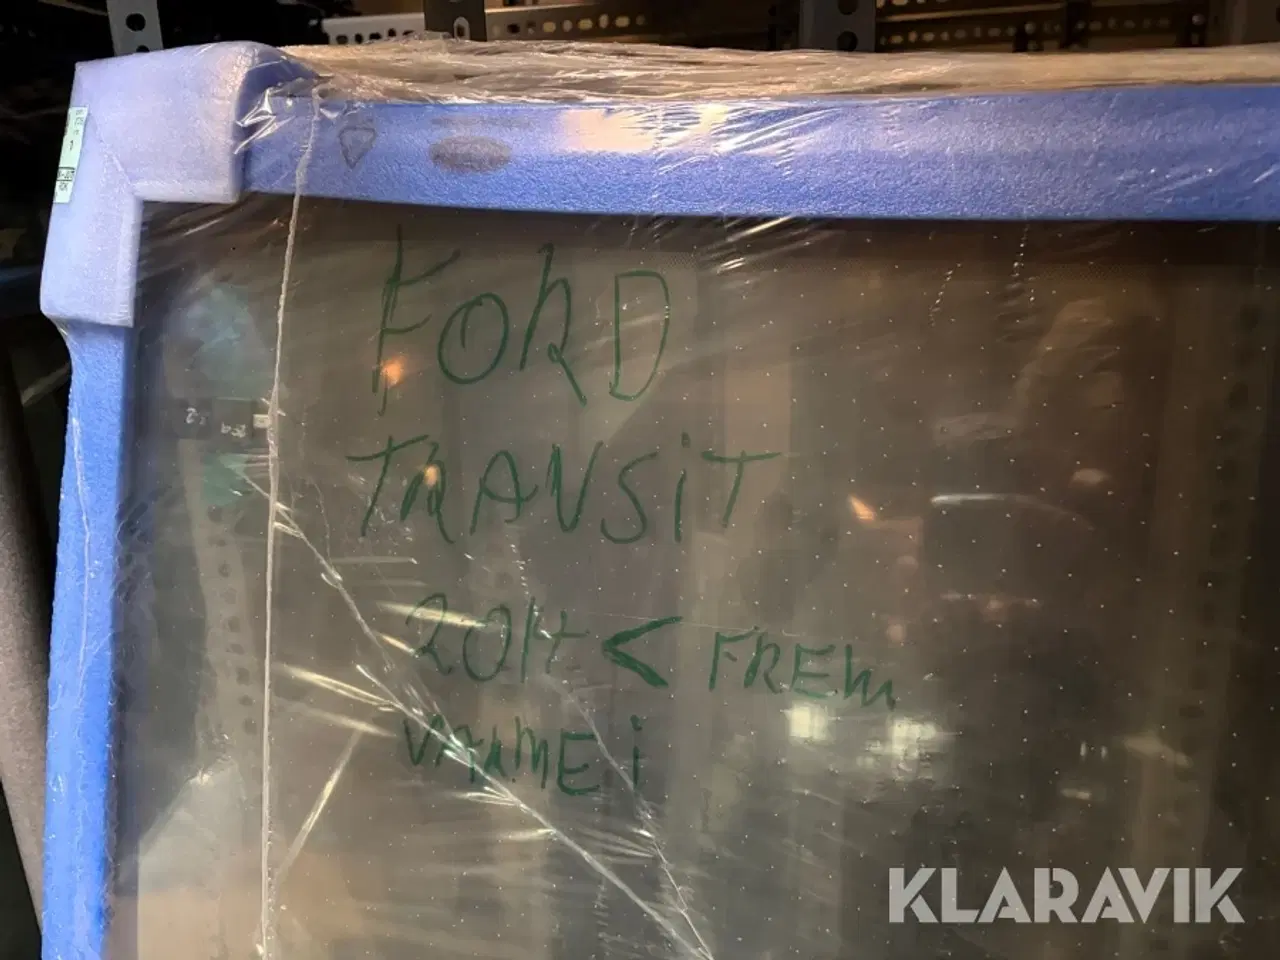 FORD
TRANSIT
2014 < FREM
VARME i
KLARAVIK